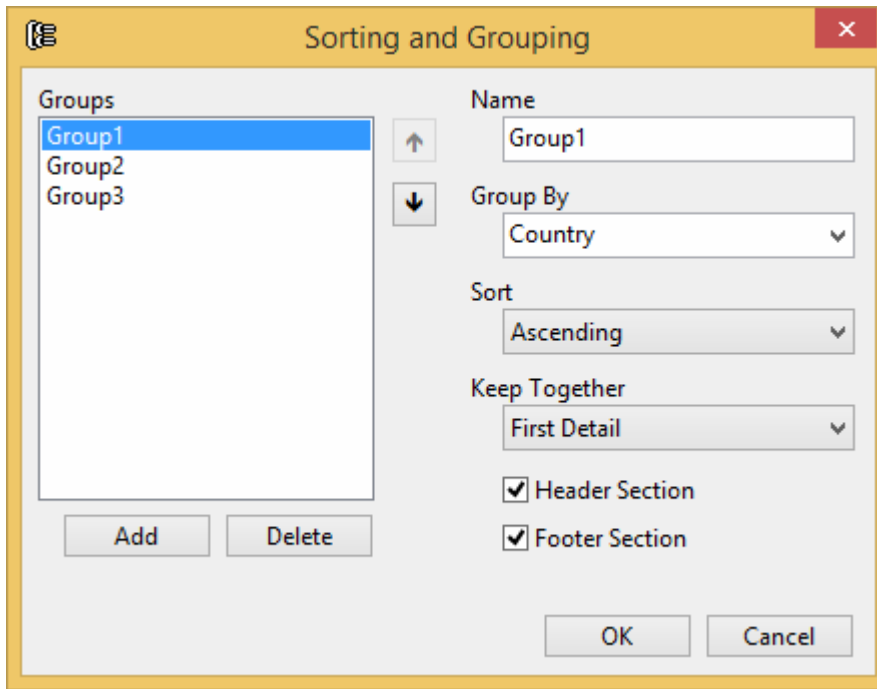 Sorting and Grouping
Groups
Group1
Group2
Group3
Add
Delete
Name
Group1
Group By
Country
Sort
Ascending
Keep Together
First Detail
Header Section
Footer Section
OK
Cancel